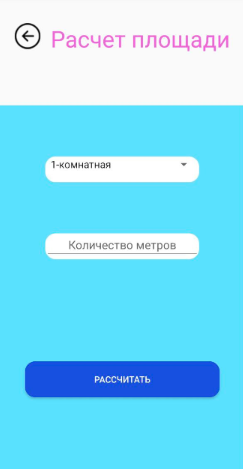 Расчет площади
1-комнатная
Количество метров
РАССЧИТАТЬ